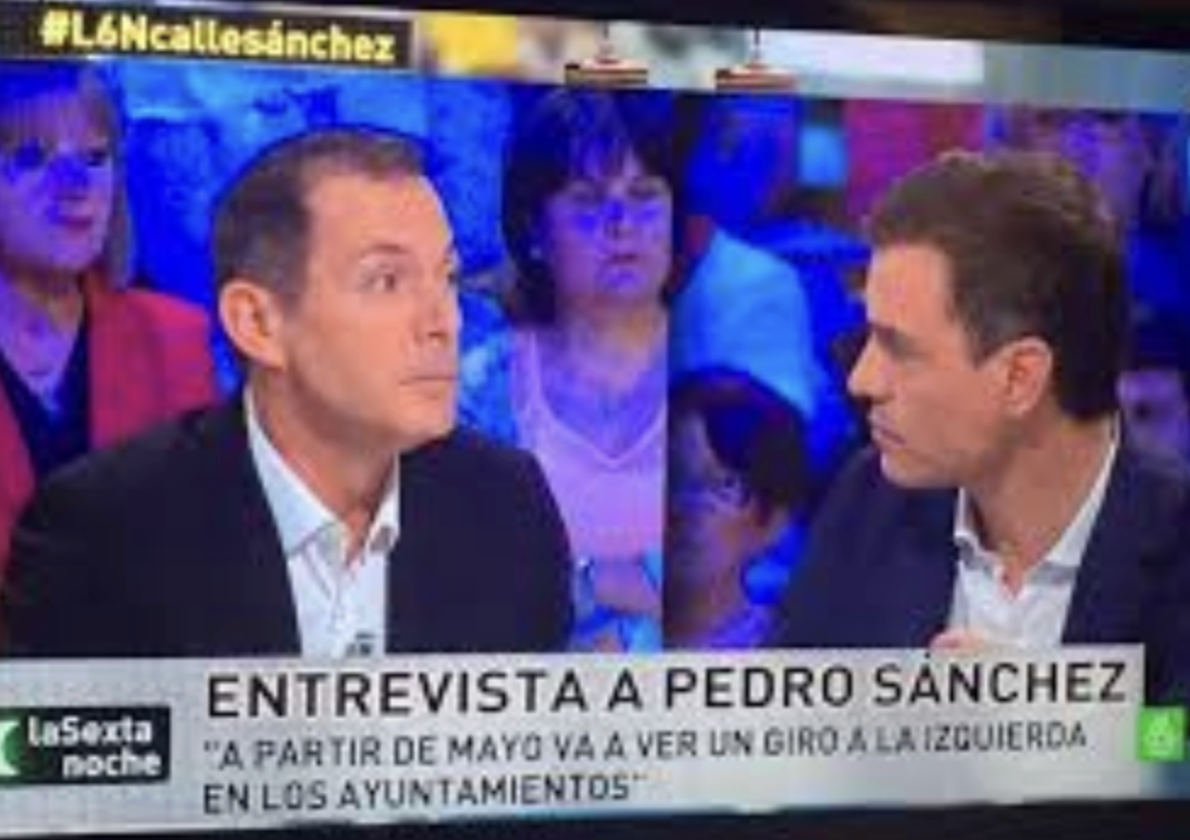 #L6Ncallesánchez
ENTREVISTA A PEDRO SÁNCHEZ
laSexta
noche
"A PARTIR DE MAYO VA A VER UN GIRO A LA IZQUIERDA
EN LOS AYUNTAMIENTOS"